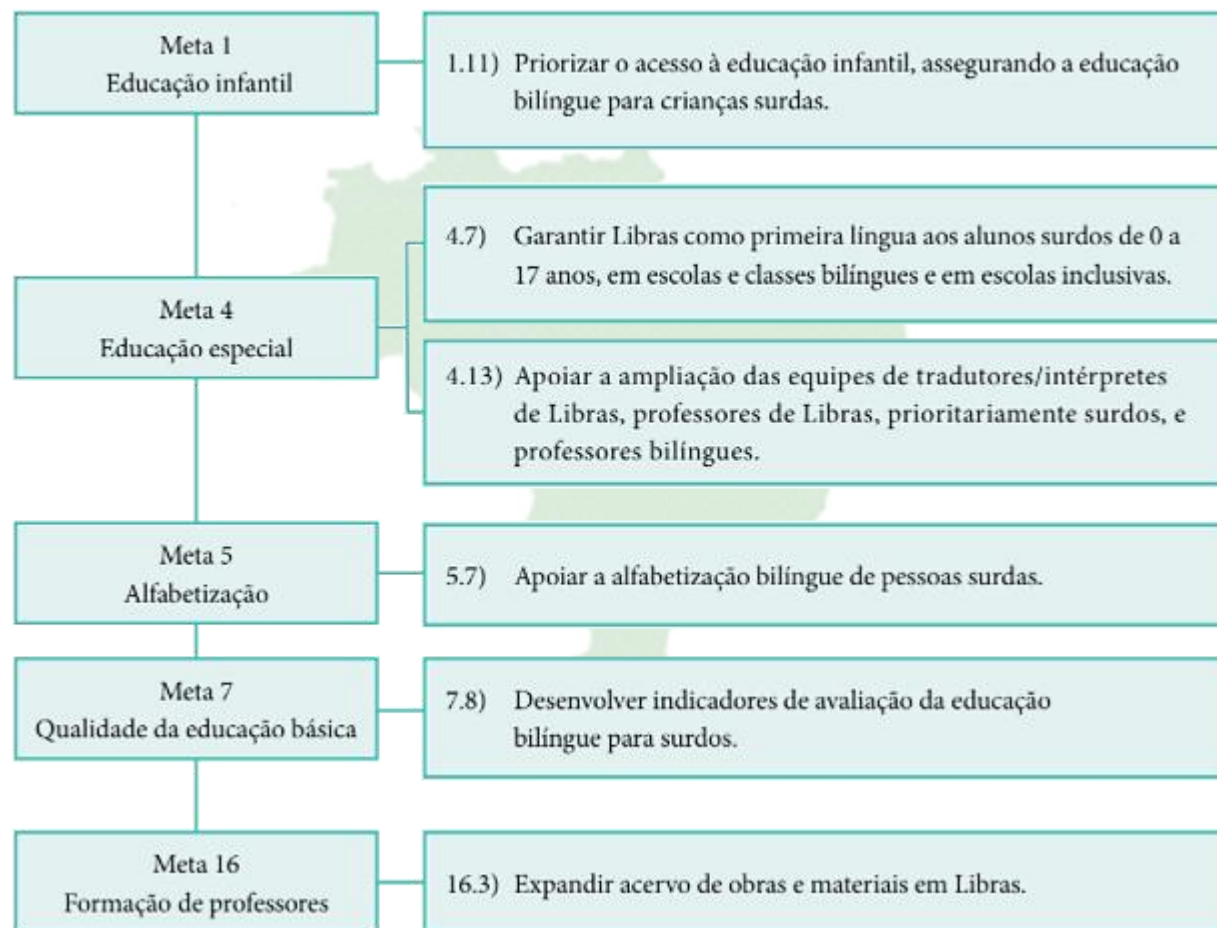 Meta 1
Educação infantil
1.11) Priorizar o acesso à educação infantil, assegurando a educação
bilíngue para crianças surdas.
Meta 4
Educação especial
4.7) Garantir Libras como primeira língua aos alunos surdos de 0 a
17 anos, em escolas e classes bilíngues e em escolas inclusivas.
4.13) Apoiar a ampliação das equipes de tradutores/intérpretes
de Libras, professores de Libras, prioritariamente surdos, e
professores bilíngues.
Meta 5
Alfabetização
5.7) Apoiar a alfabetização bilíngue de pessoas surdas.
Meta 7
Qualidade da educação básica
7.8) Desenvolver indicadores de avaliação da educação
bilíngue para surdos.
Meta 16
Formação de professores
16.3) Expandir acervo de obras e materiais em Libras.